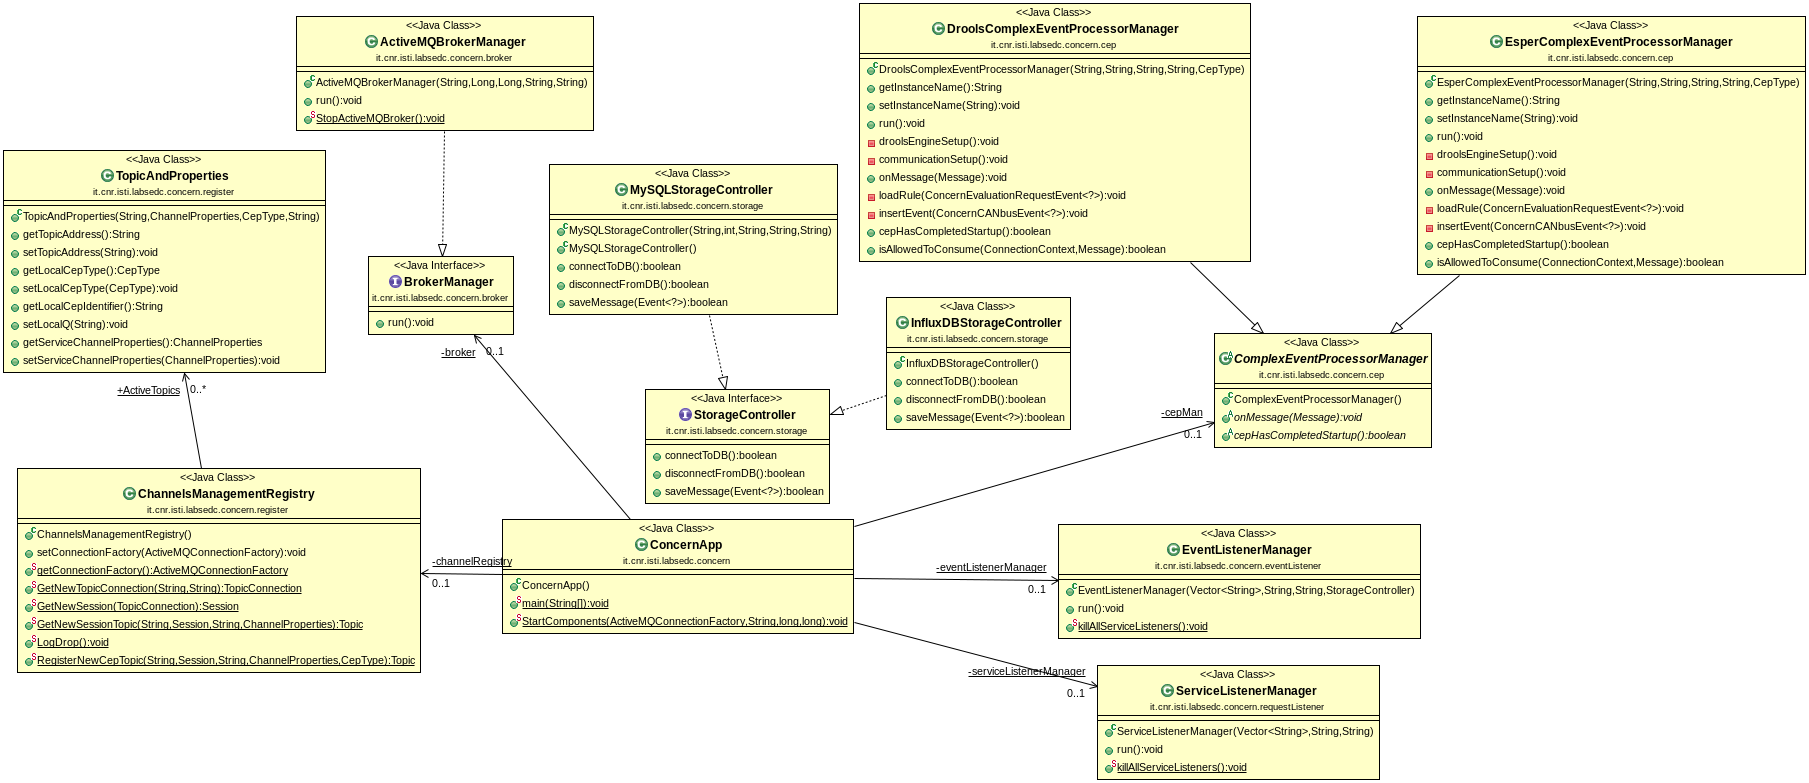 <<Java Class>>
ActiveMQBrokerManager
it.cnr.isti.labsedc.concern.broker
ActiveMQBrokerManager(String,Long,Long,String,String)
run():void
StopActiveMQBroker():void
<<Java Class>>
DroolsComplexEventProcessorManager
it.cnr.isti.labsedc.concern.cep
DroolsComplexEventProcessorManager(String,String,String,String,CepType)
getInstanceName():String
setInstanceName(String):void
run():void
droolsEngineSetup():void
communicationSetup():void
onMessage(Message):void
loadRule(ConcernEvaluationRequestEvent<?>):void
insertEvent(ConcernCANbusEvent<?>):void
cepHasCompletedStartup():boolean
isAllowedToConsume(ConnectionContext,Message):boolean
<<Java Class>>
EsperComplexEventProcessorManager
it.cnr.isti.labsedc.concern.cep
EsperComplexEventProcessorManager(String,String,String,String,CepType)
getInstanceName():String
setInstanceName(String):void
run():void
droolsEngineSetup():void
communicationSetup():void
onMessage(Message):void
loadRule(ConcernEvaluationRequestEvent<?>):void
insertEvent(ConcernCANbusEvent<?>):void
cepHasCompletedStartup():boolean
isAllowedToConsume(ConnectionContext,Message):boolean
<<Java Class>>
TopicAndProperties
it.cnr.isti.labsedc.concern.register
TopicAndProperties(String,ChannelProperties,CepType,String)
getTopicAddress():String
setTopicAddress(String):void
getLocalCepType():CepType
setLocalCepType(CepType):void
getLocalCepIdentifier():String
setLocalQ(String):void
getServiceChannelProperties():ChannelProperties
setServiceChannelProperties(ChannelProperties):void
<<Java Class>>
MySQLStorageController
it.cnr.isti.labsedc.concern.storage
MySQLStorageController(String,int,String,String,String)
MySQLStorageController()
connectToDB():boolean
disconnectFromDB():boolean
saveMessage(Event<?>):boolean
<<Java Interface>>
BrokerManager
it.cnr.isti.labsedc.concern.broker
run():void
-broker
0..1
<<Java Class>>
InfluxDBStorageController
it.cnr.isti.labsedc.concern.storage
InfluxDBStorageController()
connectToDB():boolean
disconnectFromDB():boolean
saveMessage(Event<?>):boolean
<<Java Class>>
ComplexEventProcessorManager
it.cnr.isti.labsedc.concern.cep
ComplexEventProcessorManager()
onMessage(Message):void
cepHasCompletedStartup():boolean
-cepMan
0..1
+ActiveTopics
0..*
<<Java Interface>>
StorageController
it.cnr.isti.labsedc.concern.storage
connectToDB():boolean
disconnectFromDB():boolean
saveMessage(Event<?>):boolean
<<Java Class>>
ChannelsManagementRegistry
it.cnr.isti.labsedc.concern.register
ChannelsManagementRegistry()
setConnectionFactory(ActiveMQConnectionFactory):void
getConnectionFactory():ActiveMQConnectionFactory
GetNewTopicConnection(String,String):TopicConnection
GetNewSession(TopicConnection):Session
GetNewSessionTopic(String,Session,String,ChannelProperties):Topic
LogDrop():void
RegisterNewCepTopic(String,Session,String,ChannelProperties,CepType):Topic
-channelRegistry
0..1
<<Java Class>>
ConcernApp
it.cnr.isti.labsedc.concern
ConcernApp()
main(String[]):void
StartComponents(ActiveMQConnectionFactory,String,long,long):void
-eventListenerManager
0..1
<<Java Class>>
EventListenerManager
it.cnr.isti.labsedc.concern.eventListener
EventListenerManager(Vector<String>,String,String,StorageController)
run():void
killAllServiceListeners():void
-serviceListenerManager
0..1
<<Java Class>>
ServiceListenerManager
it.cnr.isti.labsedc.concern.requestListener
ServiceListenerManager(Vector<String>,String,String)
run():void
killAllServiceListeners():void